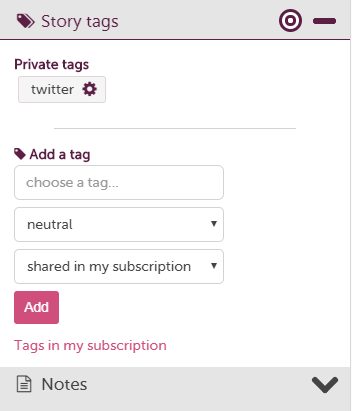 Story tags
Private tags
twitter
Add a tag
choose a tag...
neutral
shared in my subscription
Add
Tags in my subscription
Notes